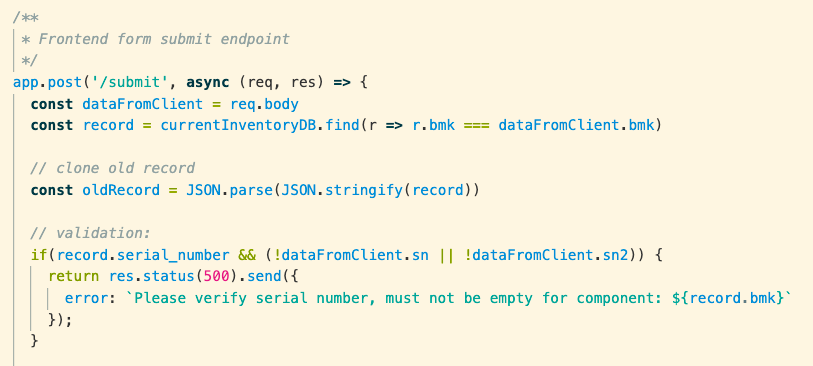 /**
 * Frontend form submit endpoint
 */
app.post('/submit', async (req, res) => {
  const dataFromClient = req.body
  const record = currentInventoryDB.find(r => r.bmk === dataFromClient.bmk)

  // clone old record
  const oldRecord = JSON.parse(JSON.stringify(record))

  // validation:
  if(record.serial_number && (!dataFromClient.sn || !dataFromClient.sn2)) {
    return res.status(500).send({
      error: `Please verify serial number, must not be empty for component: ${record.bmk}`
    });
  }